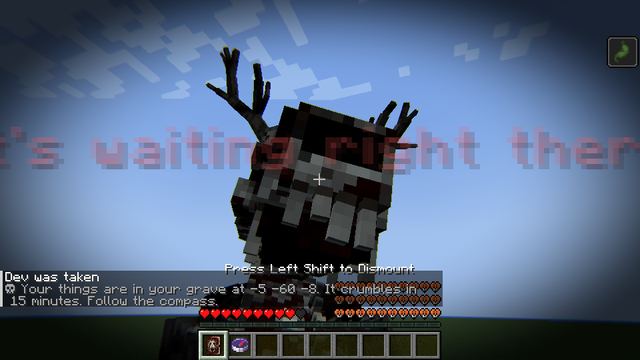 's waiting right ther
Press Left Shift to Dismount
Dev was taken
Your things are in your grave at -5 -60 -8. It crumbles in
15 minutes. Follow the compass.